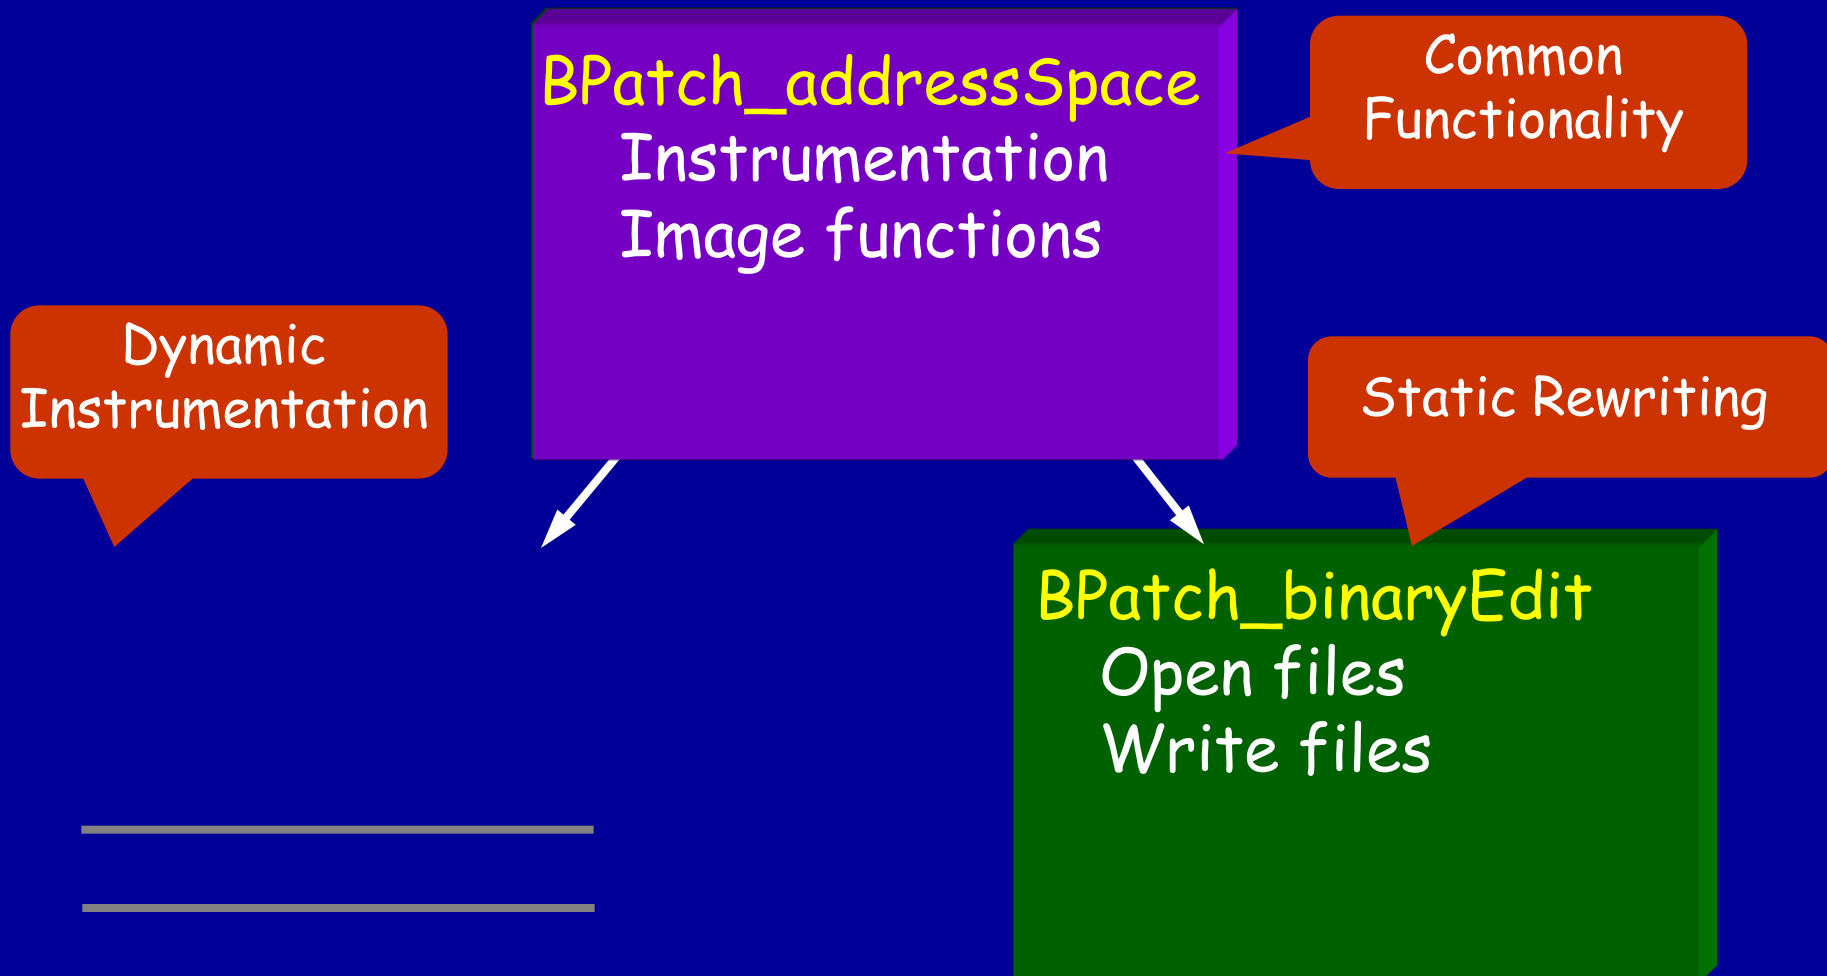 BPatch_addressSpace
Instrumentation
Image functions
Common
Functionality
Dynamic
Instrumentation
Static Rewriting
BPatch_binaryEdit
Open files
Write files